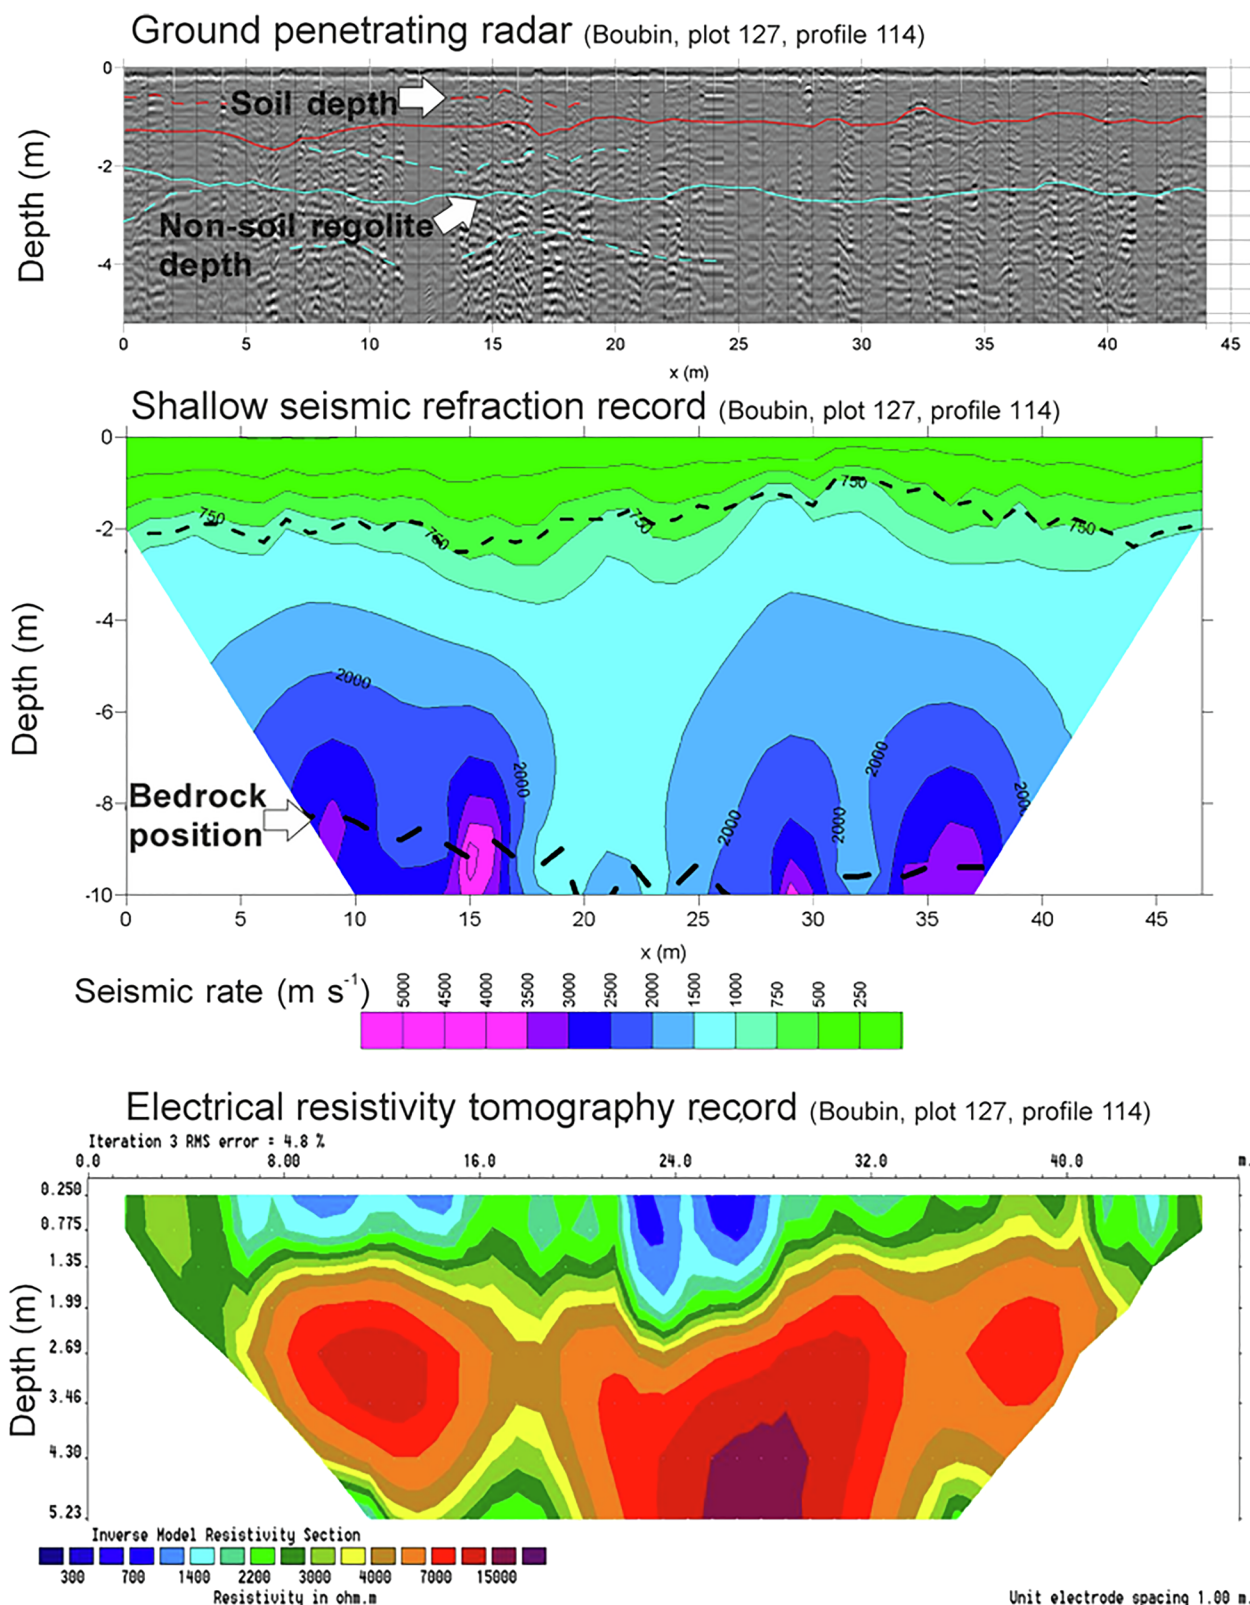 Ground penetrating radar (Boubin, plot 127, profile 114)
0
Soil depth
-2
Depth (m)
Non-soil regolite
depth
-4
0 5 10 15 20 25 30 35 40 45
x (m)
Shallow seismic refraction record (Boubin, plot 127, profile 114)
0
750
750 750 750 750
-2
-4
Depth (m)
2000
-6
2000 2000 2000
-8
Bedrock
position
2000 2000
-10
0 5 10 15 20 25 30 35 40 45
x (m)
Seismic rate (m s-1)
5000 4500 4000 3500 3000 2500 2000 1500 1000 750 500 250
Electrical resistivity tomography record (Boubin, plot 127, profile 114)
Iteration 3 RMS error = 4.8 %
0.0 8.00 16.0 24.0 32.0 40.0 m.
0.250
0.775
1.35
1.99
Depth (m)
2.69
3.46
4.30
5.23
Inverse Model Resistivity Section
300 700 1400 2200 3000 4000 7000 15000
Resistivity in ohm.m
Unit electrode spacing 1.00 m.